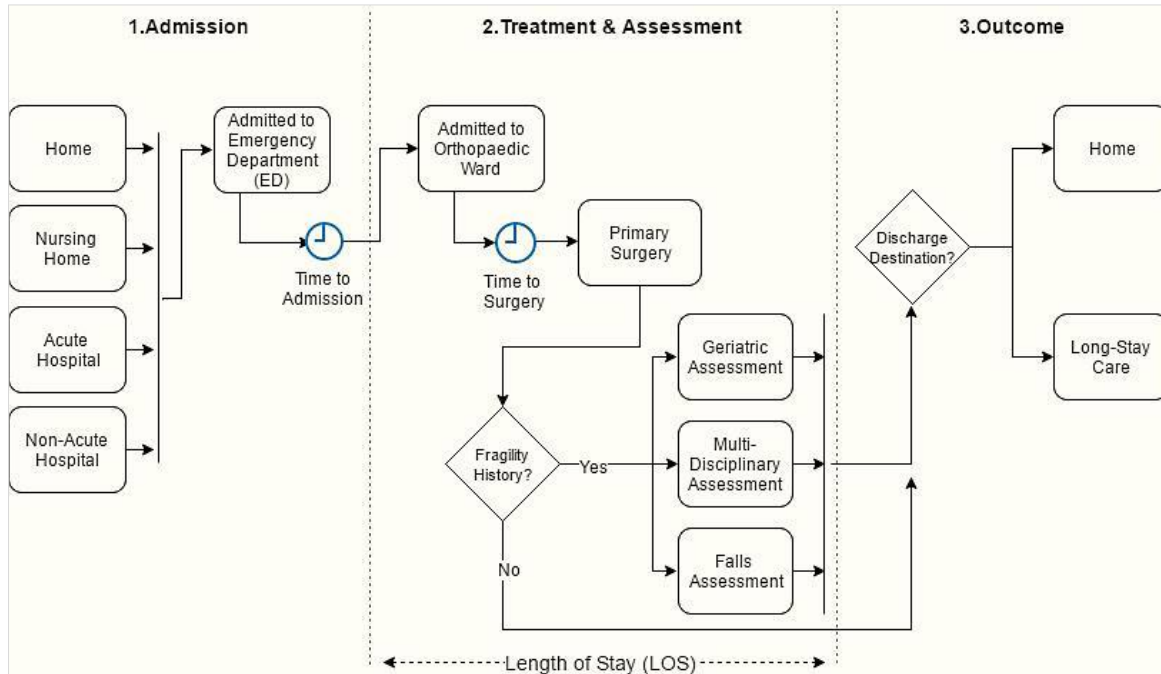 1.Admission
2.Treatment & Assessment
3.Outcome
Home
Nursing
Home
Acute
Hospital
Non-Acute
Hospital
Admitted to
Emergency
Department
(ED)
Time to
Admission
Admitted to
Orthopaedic
Ward
Time to
Surgery
Primary
Surgery
Fragility
History?
Yes
No
Geriatric
Assessment
Multi-
Disciplinary
Assessment
Falls
Assessment
Discharge
Destination?
Home
Long-Stay
Care
Length of Stay (LOS)